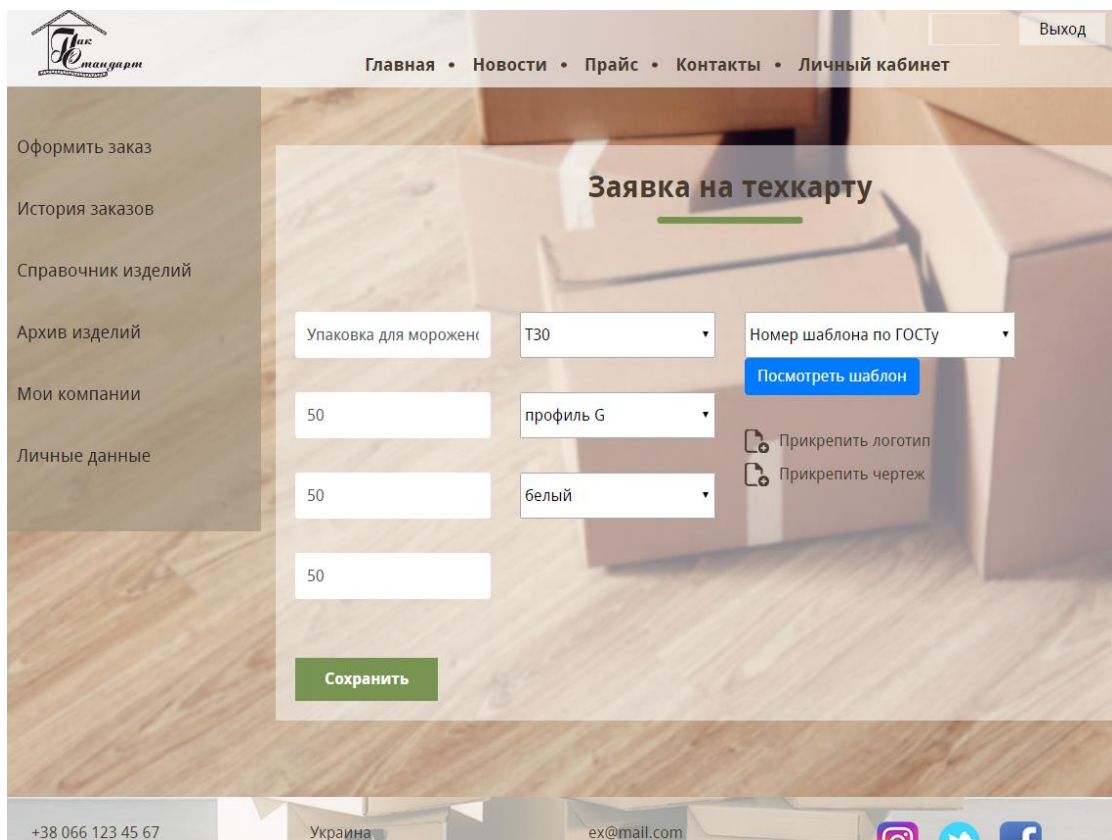 Пак
Стандарт
Выход
Главная • Новости • Прайс • Контакты • Личный кабинет
Оформить заказ
История заказов
Справочник изделий
Архив изделий
Мои компании
Личные данные
Заявка на техкарту
Упаковка для морожено
Т30
Номер шаблона по ГОСТу
Посмотреть шаблон
50
профиль G
Прикрепить логотип
Прикрепить чертеж
50
белый
50
Сохранить
+38 066 123 45 67
Украина
ex@mail.com